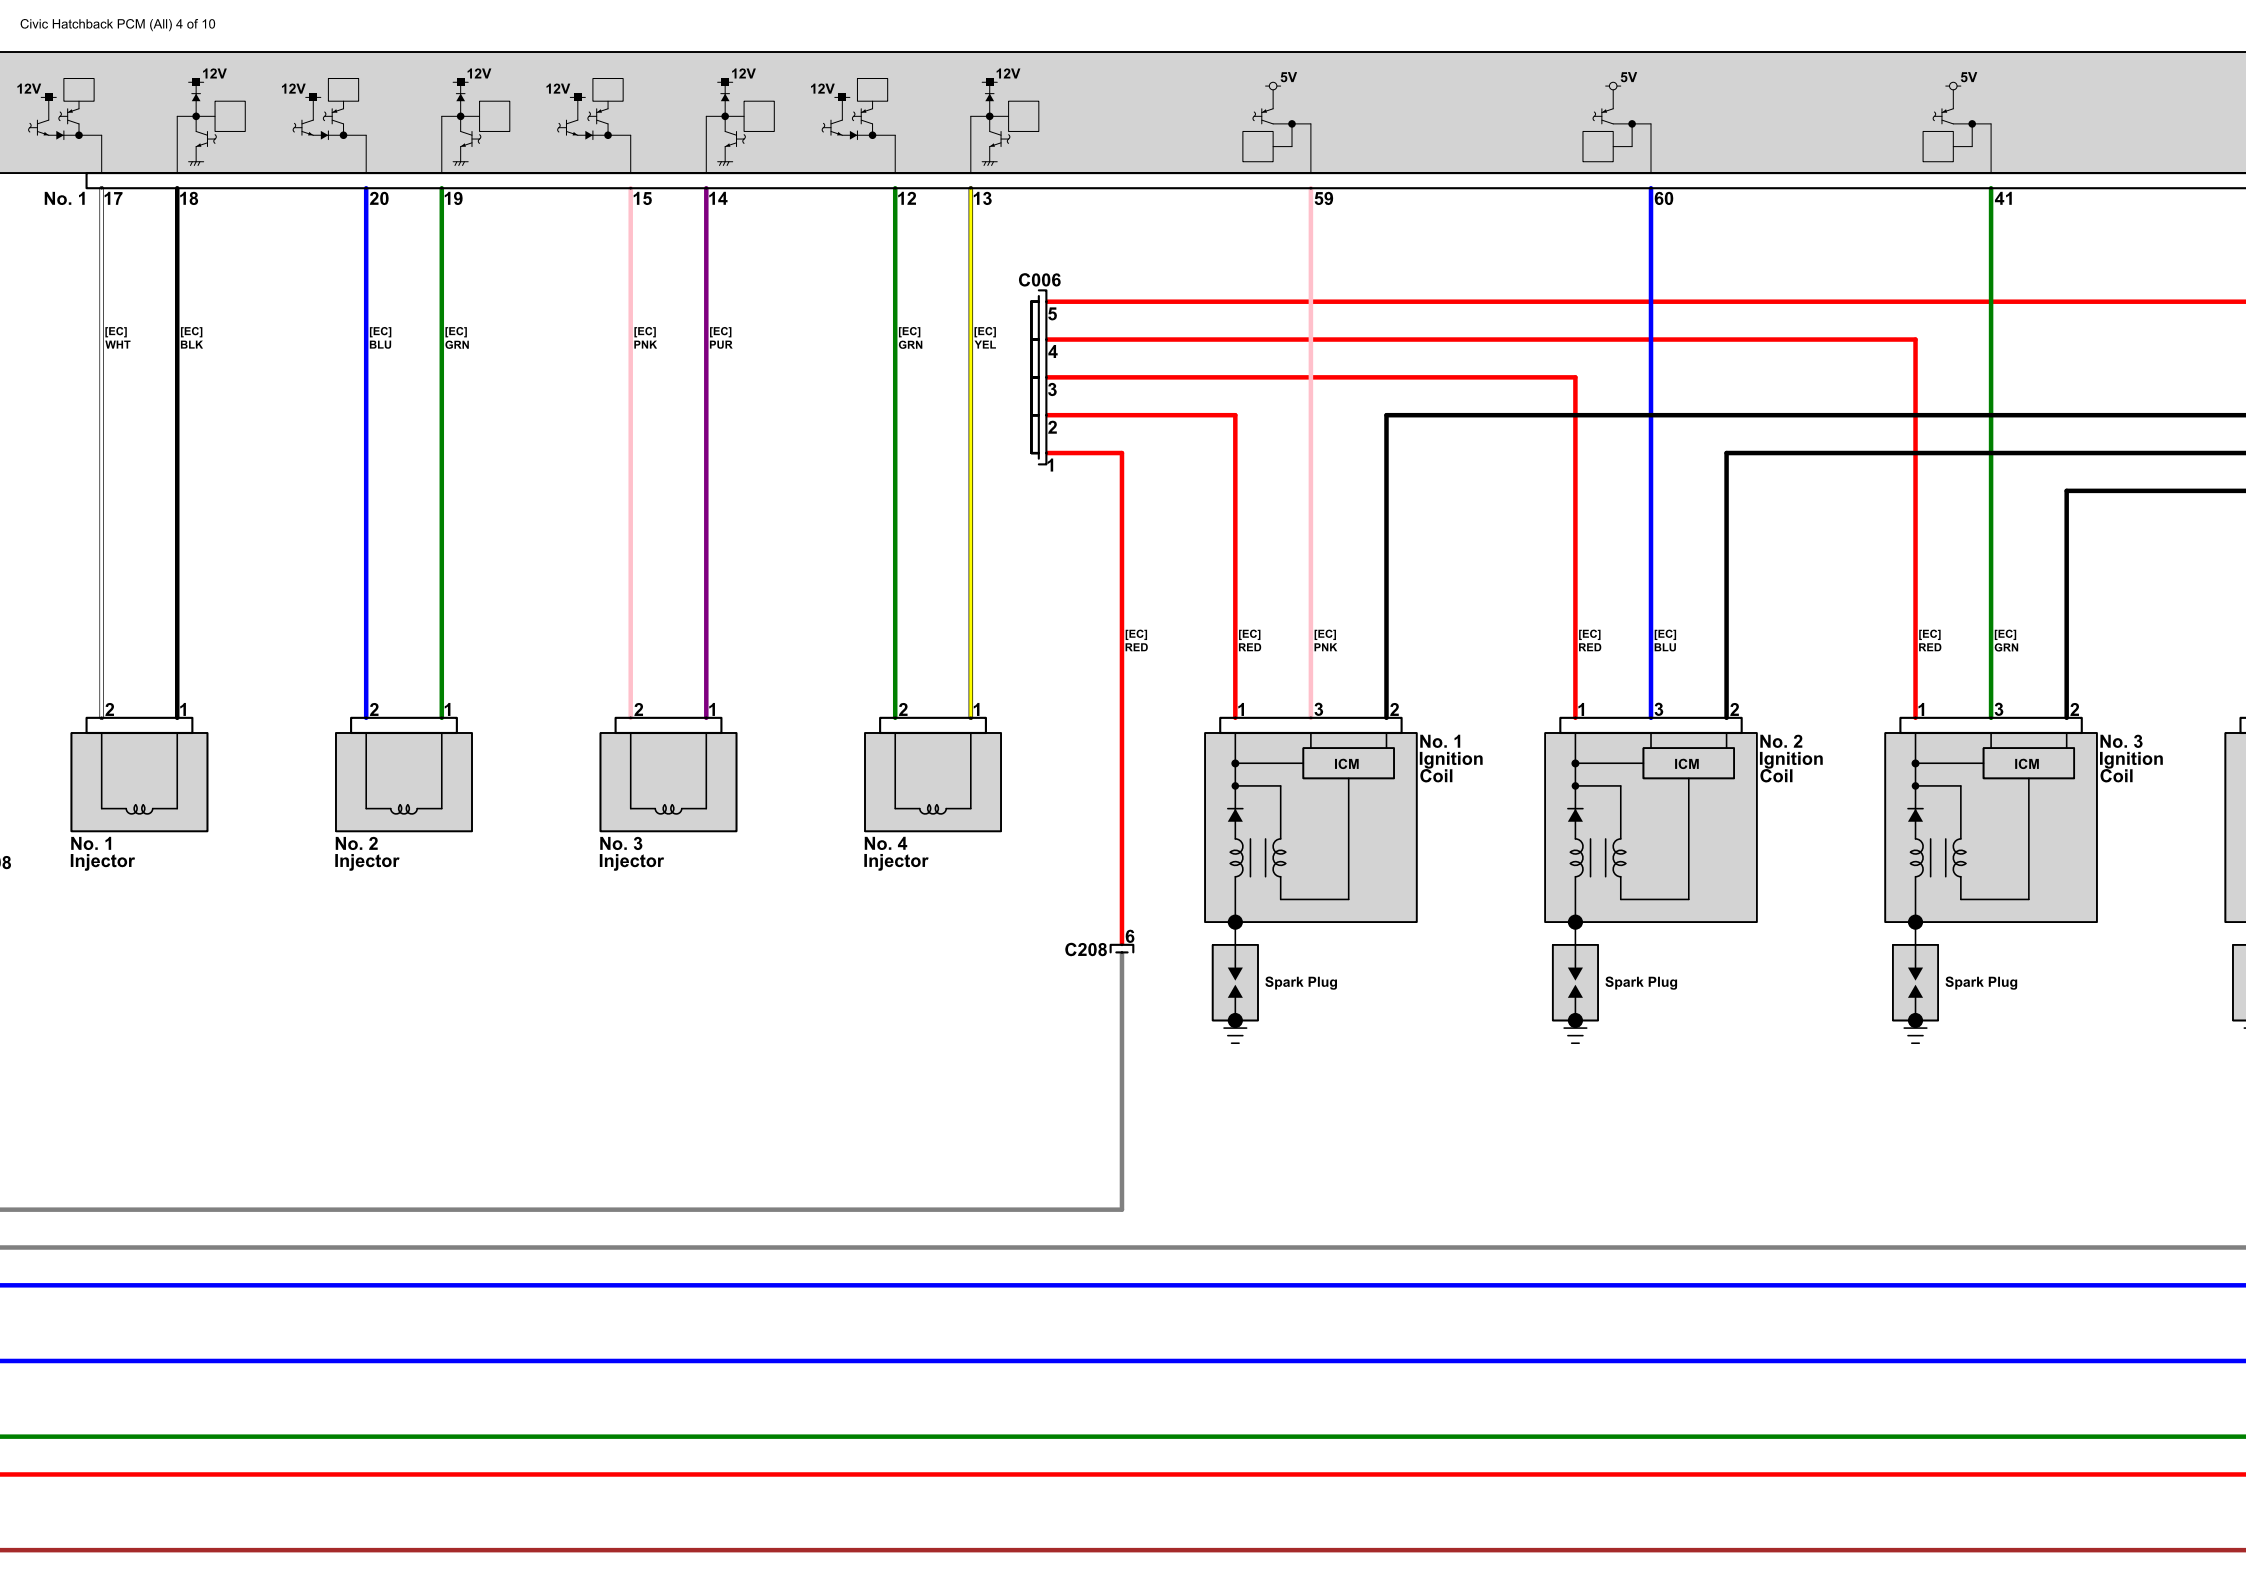 Civic Hatchback PCM (All) 4 of 10
12V
12V
12V
12V
12V
12V
12V
12V
5V
5V
5V
No. 1
17
18
20
19
15
14
12
13
59
60
41
C006
5
4
3
2
1
[EC]
WHT
[EC]
BLK
[EC]
BLU
[EC]
GRN
[EC]
PNK
[EC]
PUR
[EC]
GRN
[EC]
YEL
[EC]
RED
[EC]
RED
[EC]
PNK
[EC]
RED
[EC]
BLU
[EC]
RED
[EC]
GRN
2
1
2
1
2
1
2
1
1
3
2
1
3
2
1
3
2
ICM
No. 1
Ignition
Coil
ICM
No. 2
Ignition
Coil
ICM
No. 3
Ignition
Coil
No. 1
Injector
No. 2
Injector
No. 3
Injector
No. 4
Injector
8
6
C208
Spark Plug
Spark Plug
Spark Plug